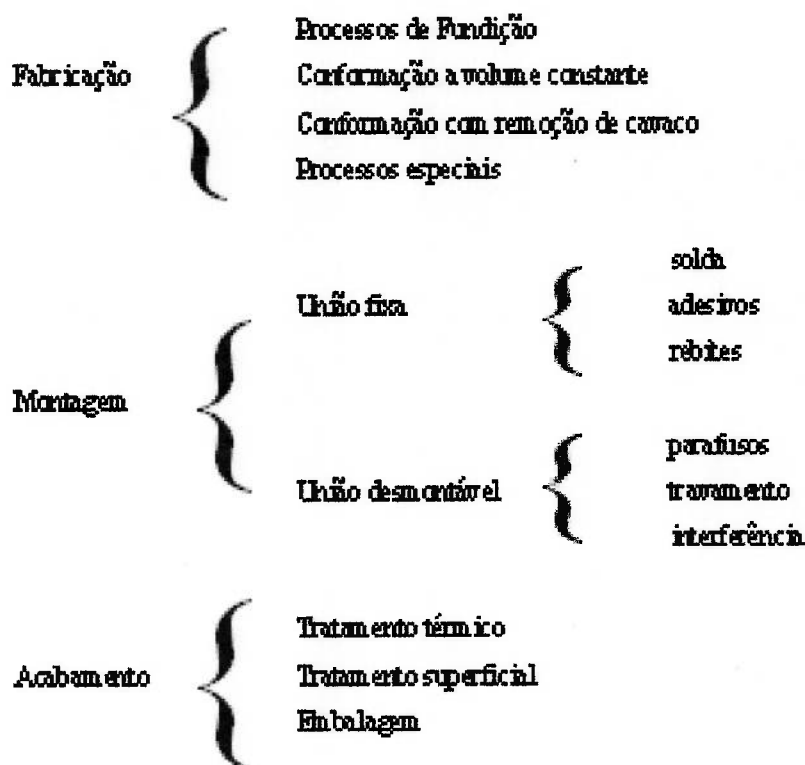 Processos de Fundição
Fabricação
Conformação a volume constante
Conformação com remoção de cavaco
Processos especiais
solda
União fixa
adesivos
rebites
Montagem
parafusos
União desmontável
travamento
interferência
Tratamento térmico
Acabamento
Tratamento superficial
Embalagem